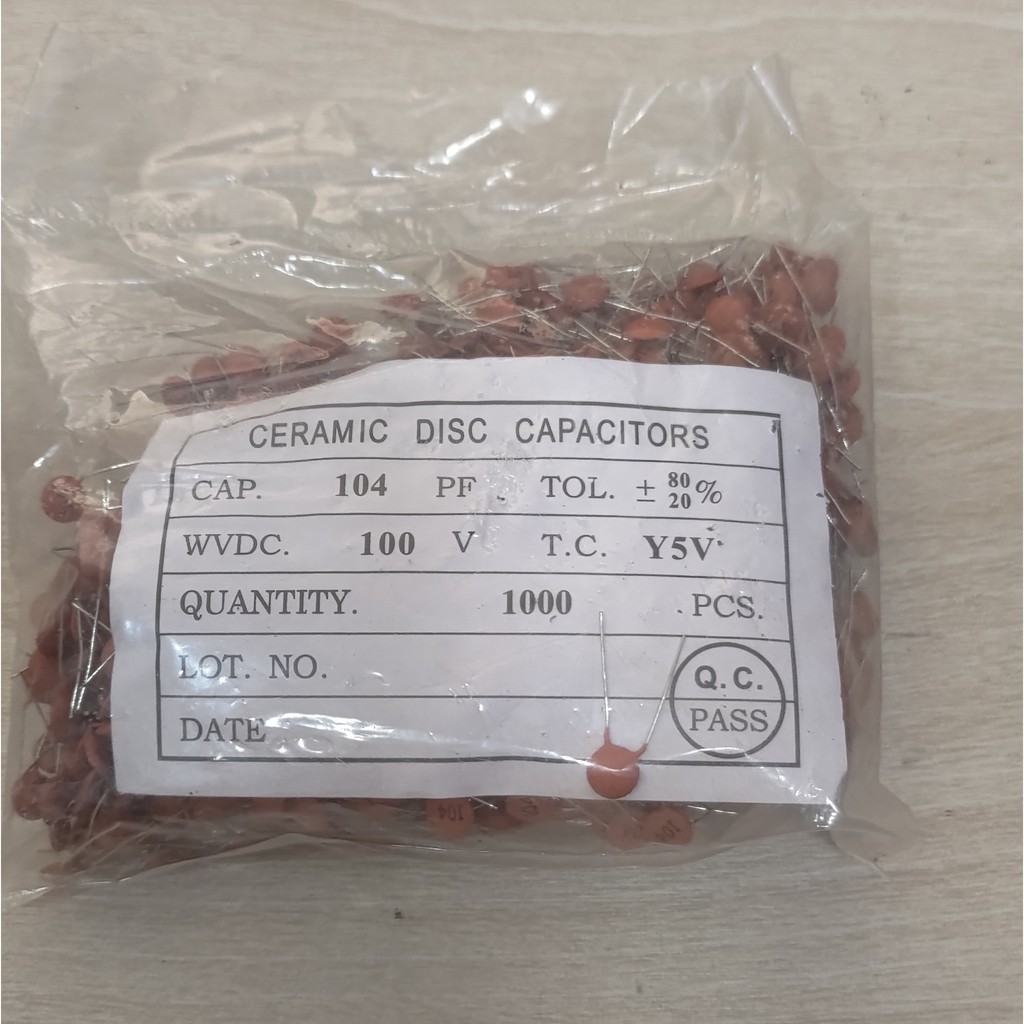 CERAMIC DISC CAPACITORS
CAP. 104 PF TOL. ± 80 20 %
WVDC. 100 V T.C. Y5V
QUANTITY. 1000 PCS.
LOT. NO.
Q.C.
DATE
PASS
104
104